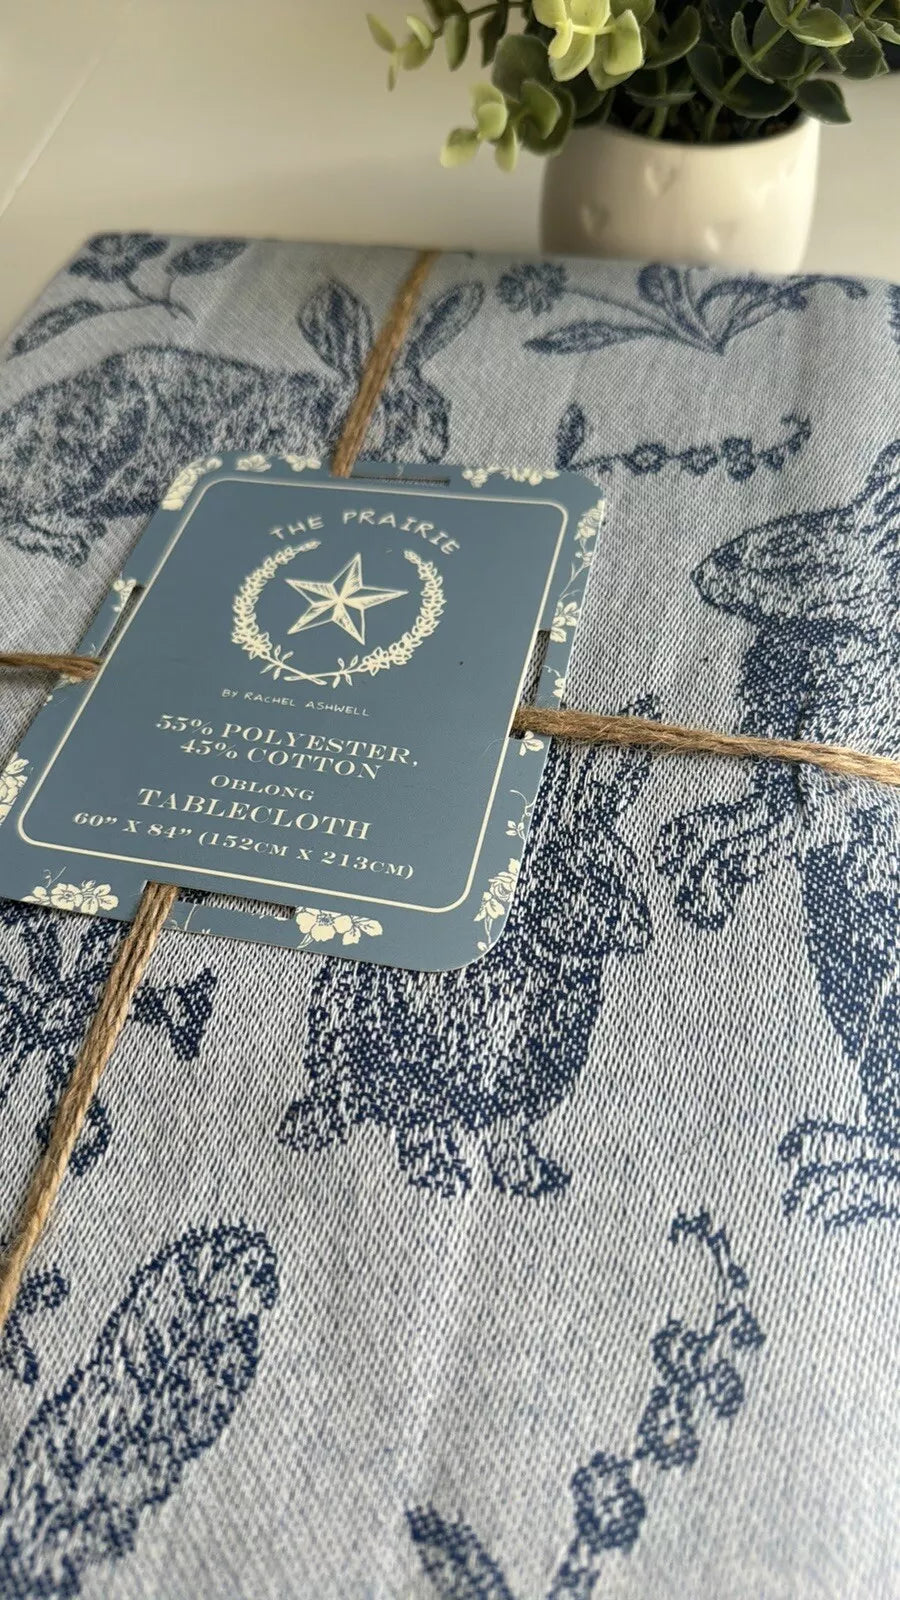 THE PRAIRIE
BY RACHEL ASHWELL
55% POLYESTER,
45% COTTON
OBLONG
TABLECLOTH
60" X 84" (152CM X 213CM)